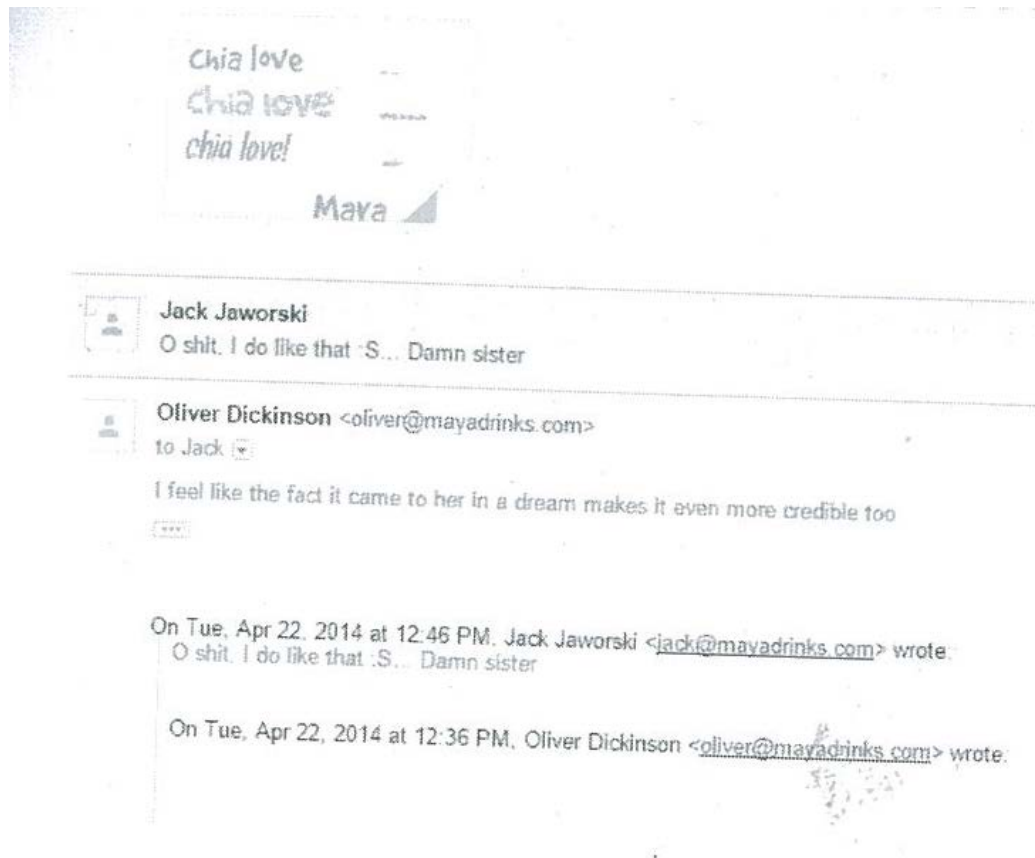 Chia love
Chia love
chia love!
Maya
Jack Jaworski
O shit. I do like that :S... Damn sister
Oliver Dickinson <oliver@mayadrinks.com>
to Jack
I feel like the fact it came to her in a dream makes it even more credible too
...
On Tue, Apr 22, 2014 at 12:46 PM, Jack Jaworski <jack@mayadrinks.com> wrote:
O shit. I do like that :S... Damn sister
On Tue, Apr 22, 2014 at 12:36 PM, Oliver Dickinson <oliver@mayadrinks.com> wrote: